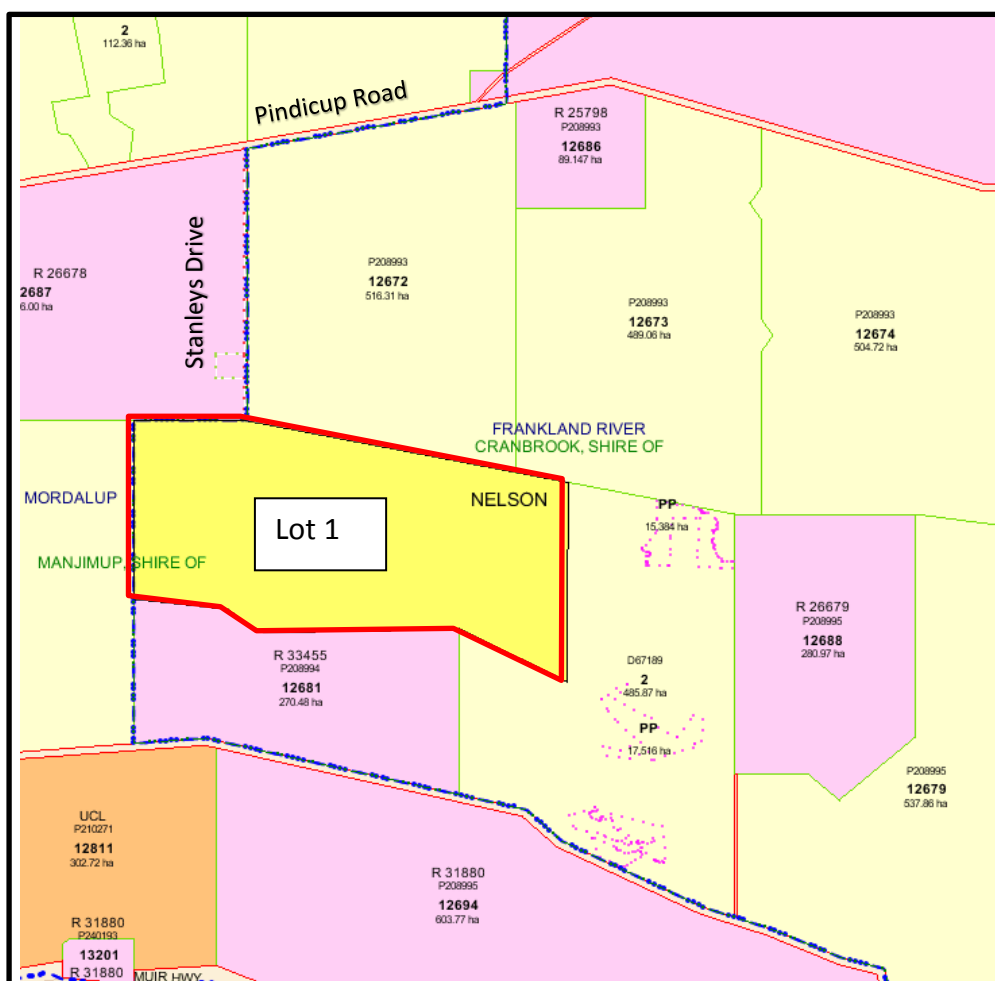 2
112.36 ha
Pindicup Road
R 25798
P208993
12686
89.147 ha
Stanleys Drive
R 26678
2687
6.00 ha
P208993
12672
516.31 ha
P208993
12673
489.06 ha
P208993
12674
504.72 ha
FRANKLAND RIVER
CRANBROOK, SHIRE OF
MORDALUP
NELSON
Lot 1
PP
15.384 ha
MANJIMUP, SHIRE OF
R 26679
P208995
12688
280.97 ha
R 33455
P208994
12681
270.48 ha
D67189
2
485.87 ha
PP
17.516 ha
P208995
12679
537.86 ha
UCL
P210271
12811
302.72 ha
R 31880
P208995
12694
603.77 ha
R 31880
P240193
13201
R 31880
MUIR HWY